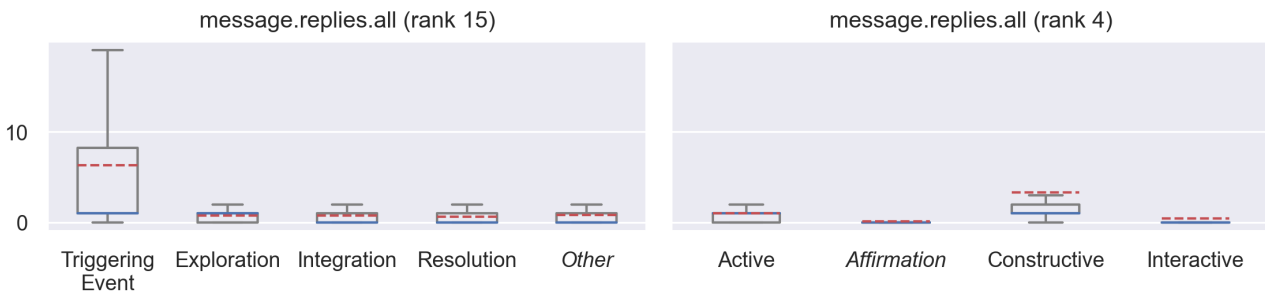 message.replies.all (rank 15)
message.replies.all (rank 4)
10
0
Triggering
Event
Exploration
Integration
Resolution
Other
Active
Affirmation
Constructive
Interactive